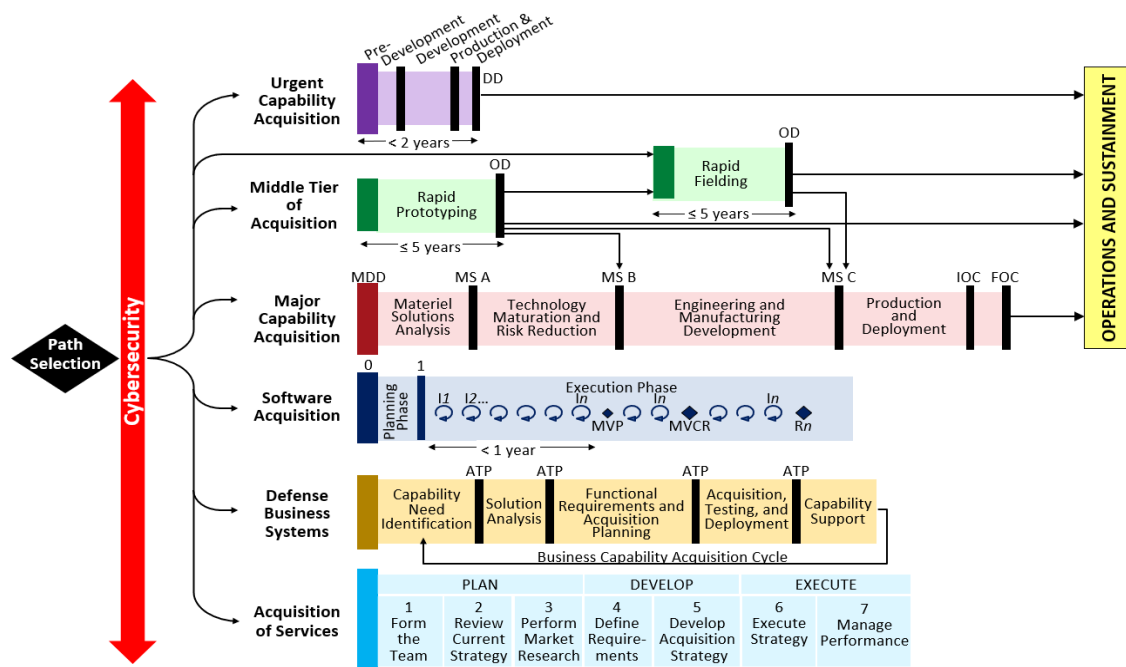 Pre-
Development
Development
Production &
Deployment
Urgent
Capability
Acquisition
DD
< 2 years
Middle Tier
of
Acquisition
Rapid
Prototyping
OD
≤ 5 years
Rapid
Fielding
OD
≤ 5 years
Path
Selection
Cybersecurity
OPERATIONS AND SUSTAINMENT
Major
Capability
Acquisition
MDD
MS A
MS B
MS C
IOC
FOC
Materiel
Solutions
Analysis
Technology
Maturation and
Risk Reduction
Engineering and
Manufacturing
Development
Production
and
Deployment
Software
Acquisition
0
1
Planning
Phase
Execution Phase
I1
I2...
In
In
In
MVP
MVCR
Rn
< 1 year
Defense
Business
Systems
ATP
ATP
ATP
ATP
Capability
Need
Identification
Solution
Analysis
Functional
Requirements and
Acquisition
Planning
Acquisition,
Testing, and
Deployment
Capability
Support
Business Capability Acquisition Cycle
Acquisition
of Services
PLAN
DEVELOP
EXECUTE
1
Form
the
Team
2
Review
Current
Strategy
3
Perform
Market
Research
4
Define
Require-
ments
5
Develop
Acquisition
Strategy
6
Execute
Strategy
7
Manage
Performance